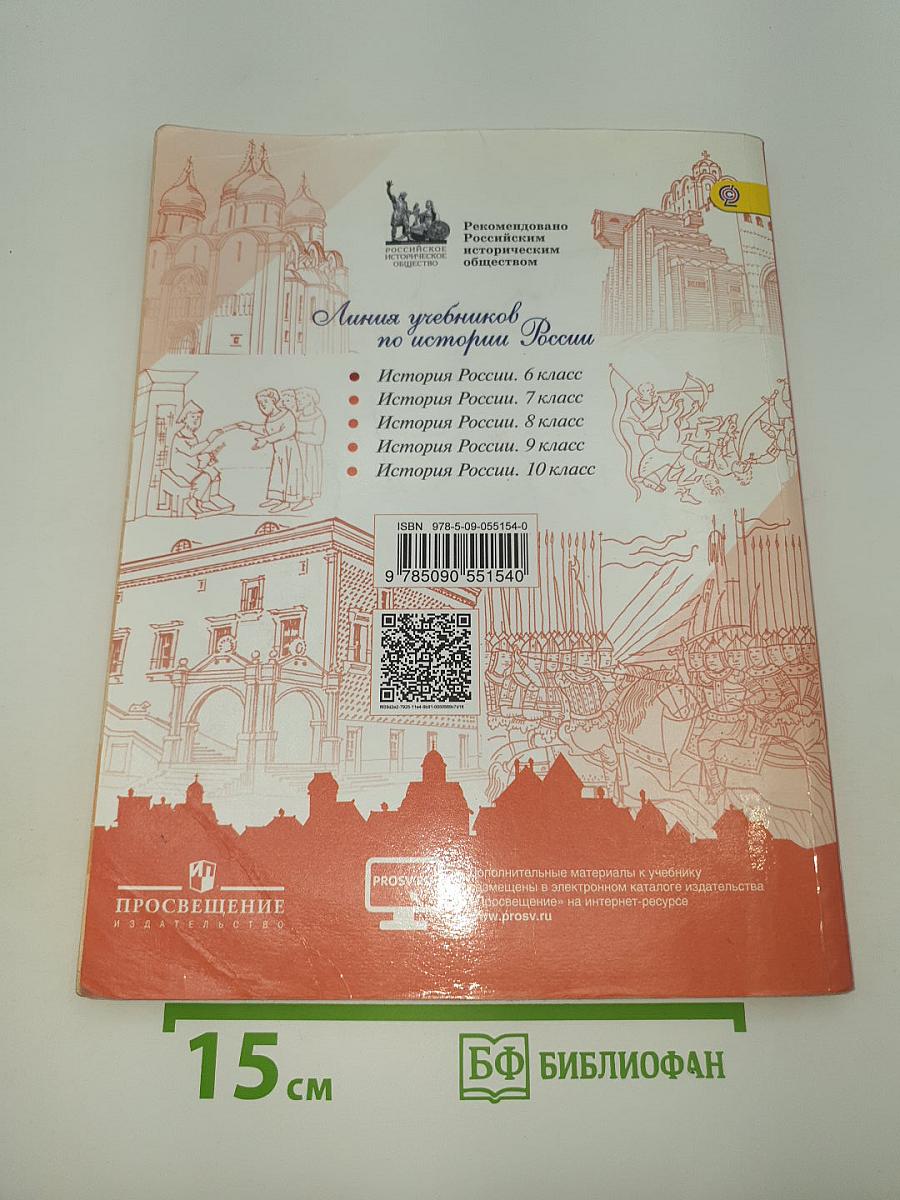 РОССИЙСКОЕ
ИСТОРИЧЕСКОЕ
ОБЩЕСТВО
Рекомендовано
Российским
историческим
обществом
Линия учебников
по истории России
История России. 6 класс
История России. 7 класс
История России. 8 класс
История России. 9 класс
История России. 10 класс
ISBN 978-5-09-055154-0
9 785090 551540
ПРОСВЕЩЕНИЕ
ИЗДАТЕЛЬСТВО
дополнительные материалы к учебнику
размещены в электронном каталоге издательства
«Просвещение» на интернет-ресурсе
www.prosv.ru
15 см
БФ БИБЛИОФАН